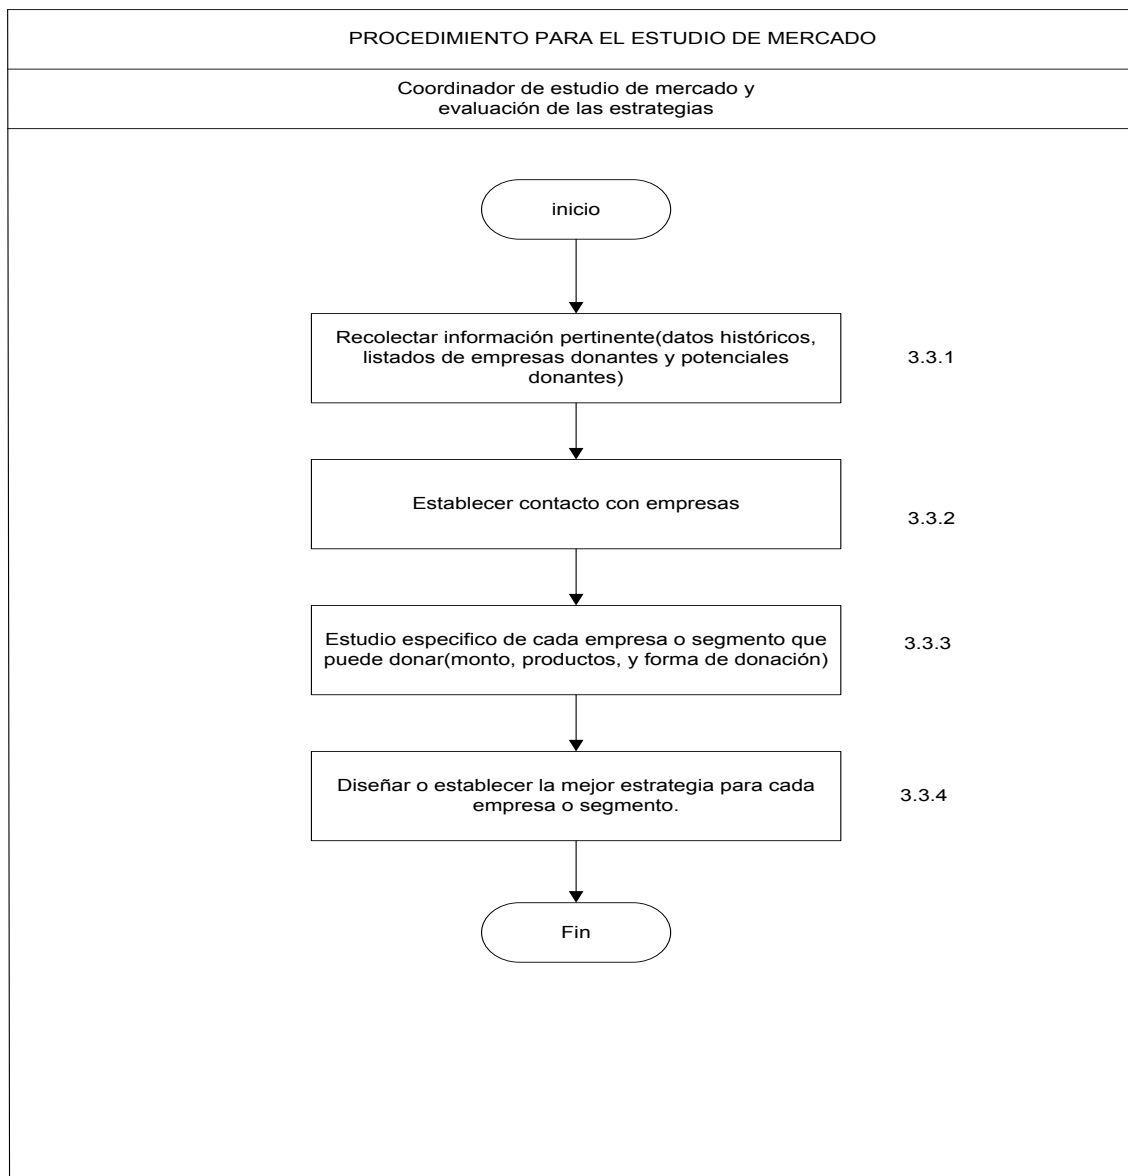 PROCEDIMIENTO PARA EL ESTUDIO DE MERCADO
Coordinador de estudio de mercado y
evaluación de las estrategias
inicio
Recolectar información pertinente(datos históricos,
listados de empresas donantes y potenciales
donantes)
3.3.1
Establecer contacto con empresas
3.3.2
Estudio especifico de cada empresa o segmento que
puede donar(monto, productos, y forma de donación)
3.3.3
Diseñar o establecer la mejor estrategia para cada
empresa o segmento.
3.3.4
Fin